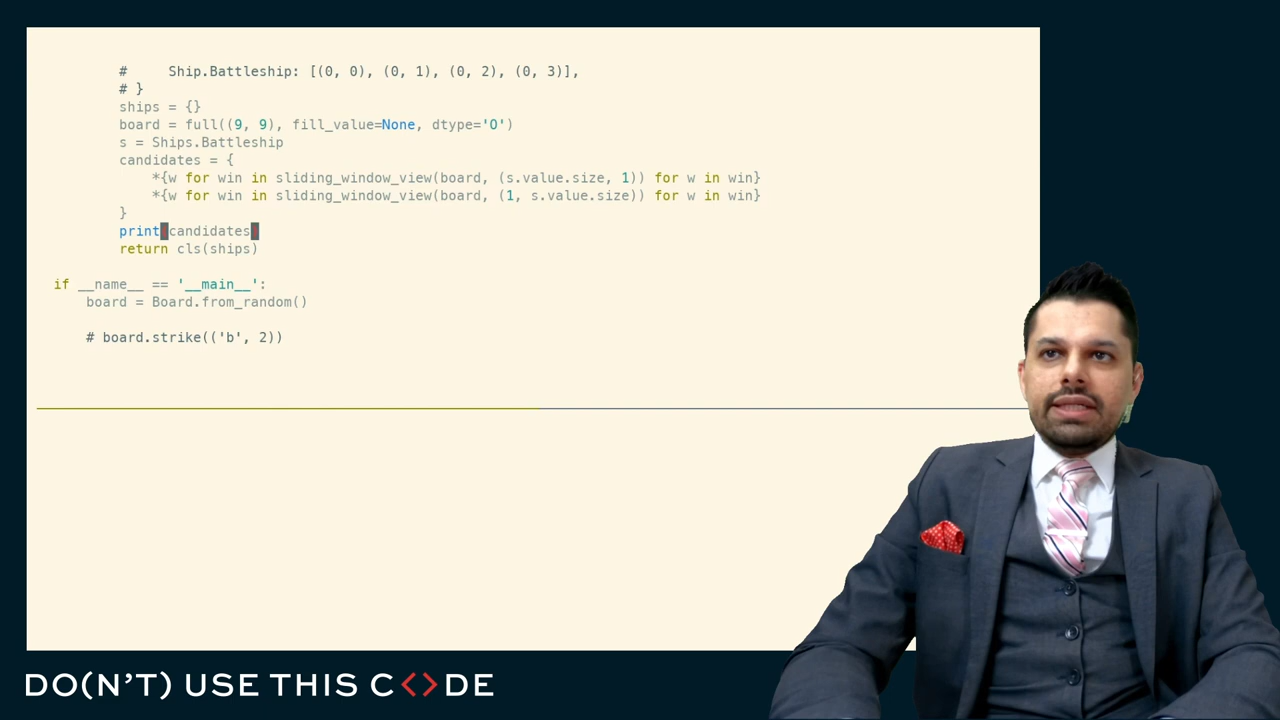 #     Ship.Battleship: [(0, 0), (0, 1), (0, 2), (0, 3)],
# }
ships = {}
board = full((9, 9), fill_value=None, dtype='O')
s = Ships.Battleship
candidates = {
*{w for win in sliding_window_view(board, (s.value.size, 1)) for w in win}
*{w for win in sliding_window_view(board, (1, s.value.size)) for w in win}
}
print(candidates)
return cls(ships)
if __name__ == '__main__':
board = Board.from_random()
# board.strike(('b', 2))
DO(N'T) USE THIS C<>DE